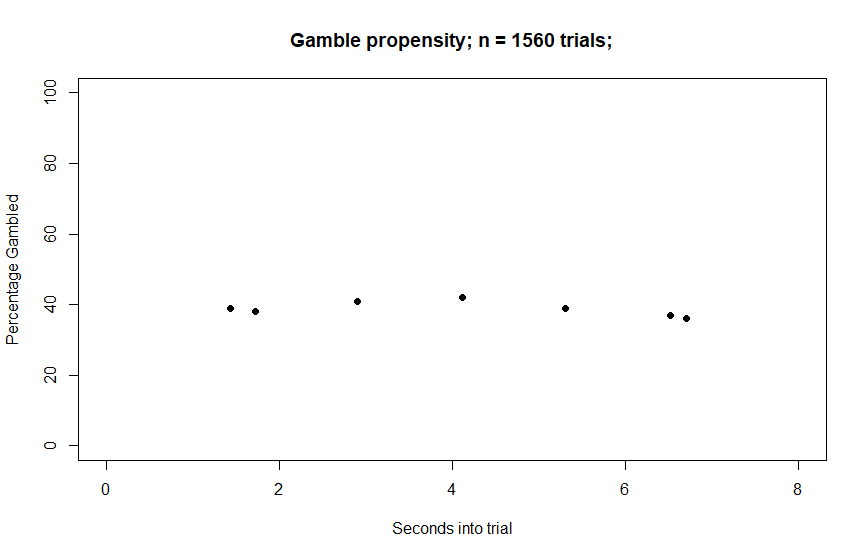 Gamble propensity; n = 1560 trials;
Percentage Gambled
100
80
60
40
20
0
0 2 4 6 8
Seconds into trial